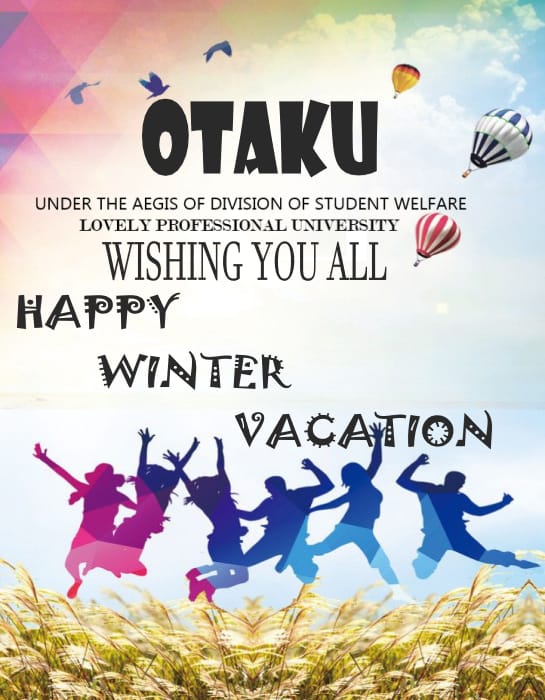 OTAKU
UNDER THE AEGIS OF DIVISION OF STUDENT WELFARE
LOVELY PROFESSIONAL UNIVERSITY
WISHING YOU ALL
HAPPY
WINTER
VACATION